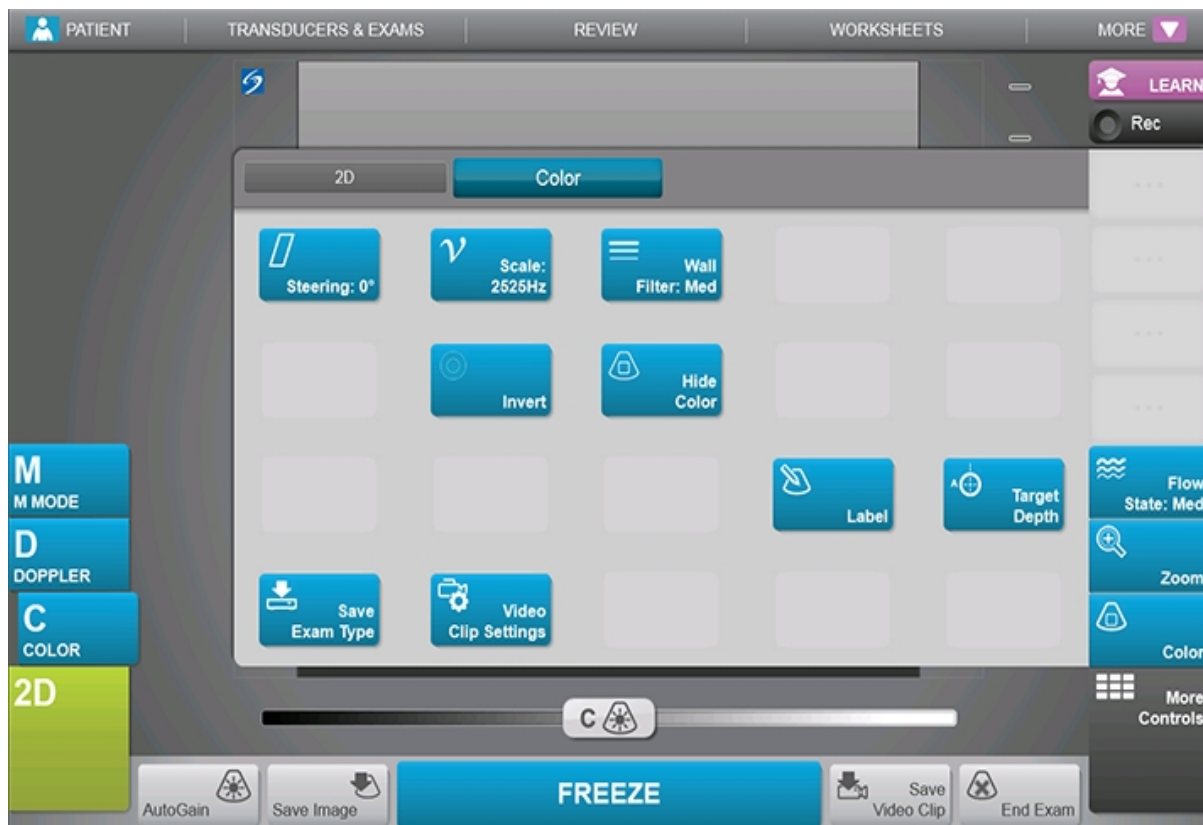 PATIENT
TRANSDUCERS & EXAMS
REVIEW
WORKSHEETS
MORE
LEARN
Rec
2D
Color
Steering: 0°
Scale:
2525Hz
Wall
Filter: Med
Invert
Hide
Color
Label
A
Target
Depth
Save
Exam Type
Video
Clip Settings
M
M MODE
D
DOPPLER
C
COLOR
2D
Flow
State: Med
Zoom
Color
More
Controls
C
AutoGain
Save Image
FREEZE
Save
Video Clip
End Exam